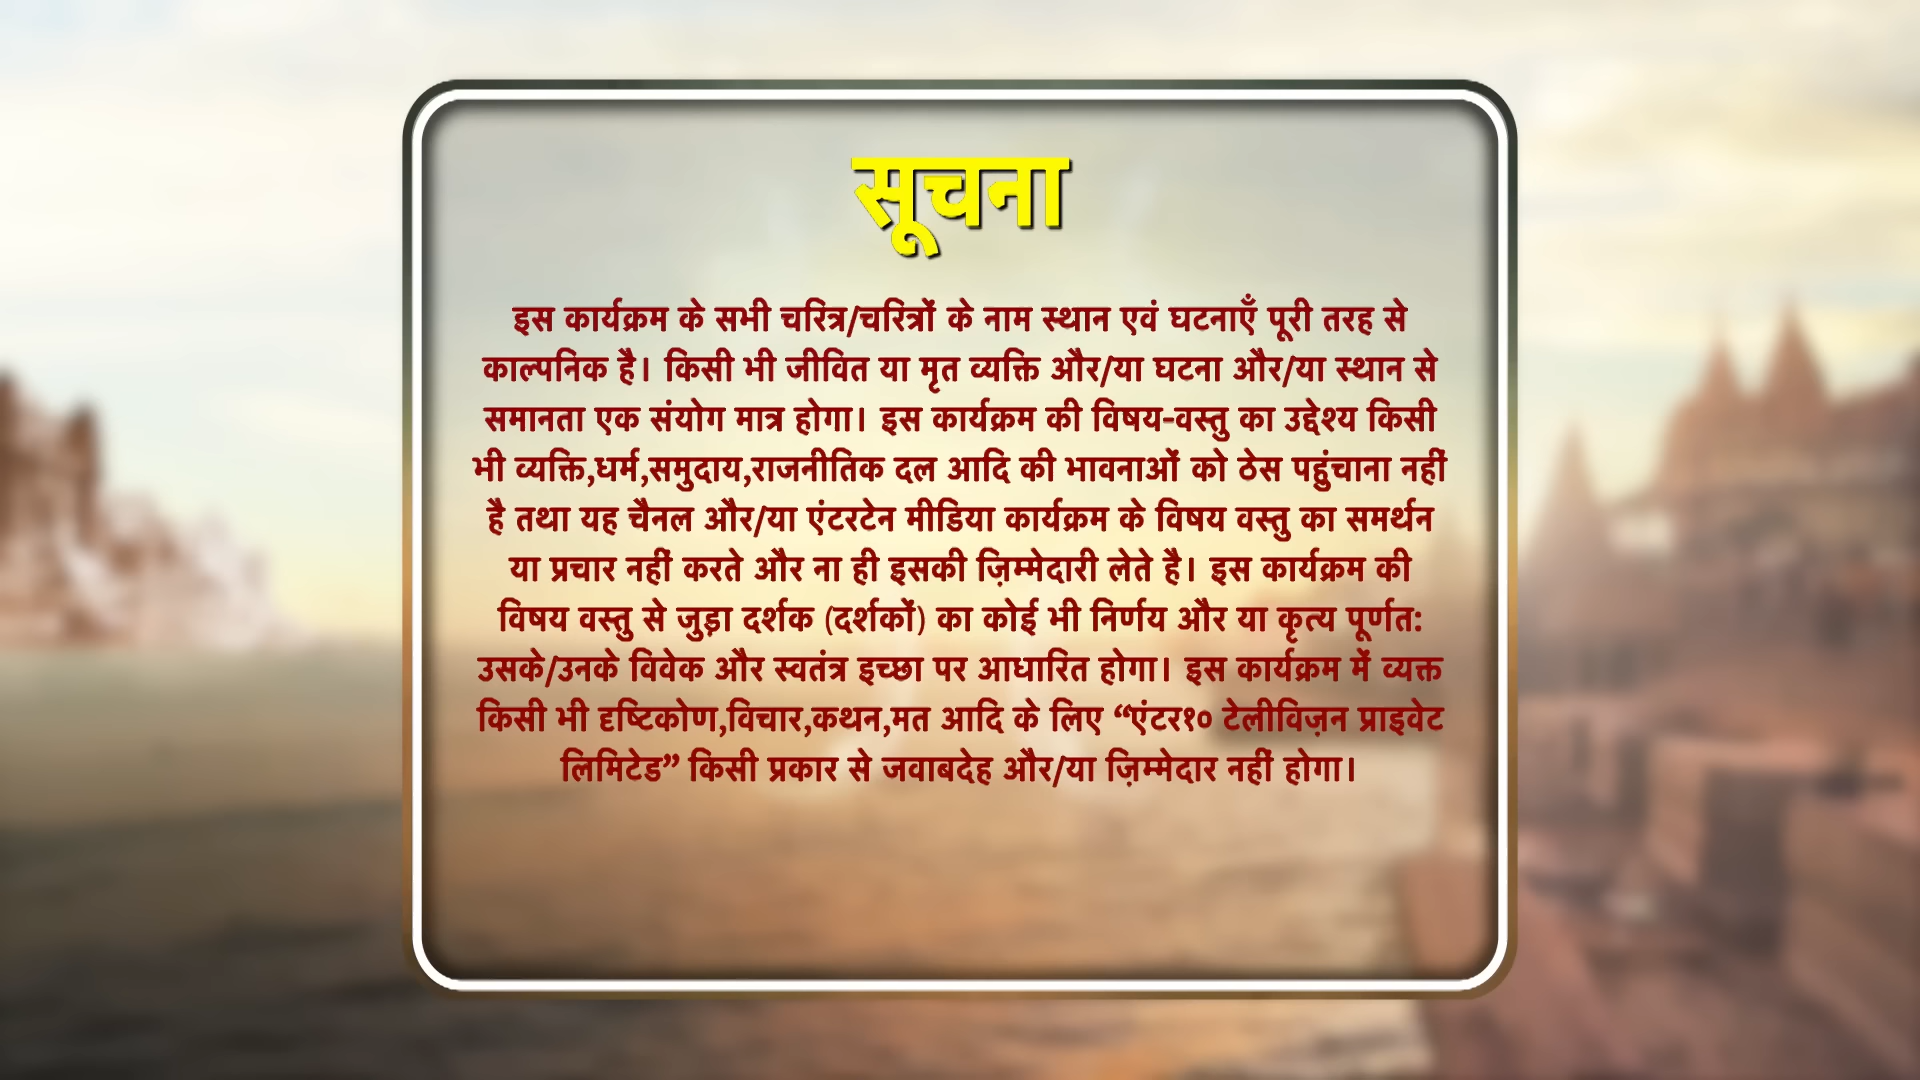 सूचना
इस कार्यक्रम के सभी चरित्र/चरित्रों के नाम स्थान एवं घटनाएँ पूरी तरह से
काल्पनिक है। किसी भी जीवित या मृत व्यक्ति और/या घटना और/या स्थान से
समानता एक संयोग मात्र होगा। इस कार्यक्रम की विषय-वस्तु का उद्देश्य किसी
भी व्यक्ति,धर्म,समुदाय,राजनीतिक दल आदि की भावनाओं को ठेस पहुंचाना नहीं
है तथा यह चैनल और/या एंटरटेन मीडिया कार्यक्रम के विषय वस्तु का समर्थन
या प्रचार नहीं करते और ना ही इसकी ज़िम्मेदारी लेते है। इस कार्यक्रम की
विषय वस्तु से जुड़ा दर्शक (दर्शकों) का कोई भी निर्णय और या कृत्य पूर्णत:
उसके/उनके विवेक और स्वतंत्र इच्छा पर आधारित होगा। इस कार्यक्रम में व्यक्त
किसी भी दृष्टिकोण,विचार,कथन,मत आदि के लिए “एंटर१० टेलीविज़न प्राइवेट
लिमिटेड” किसी प्रकार से जवाबदेह और/या ज़िम्मेदार नहीं होगा।